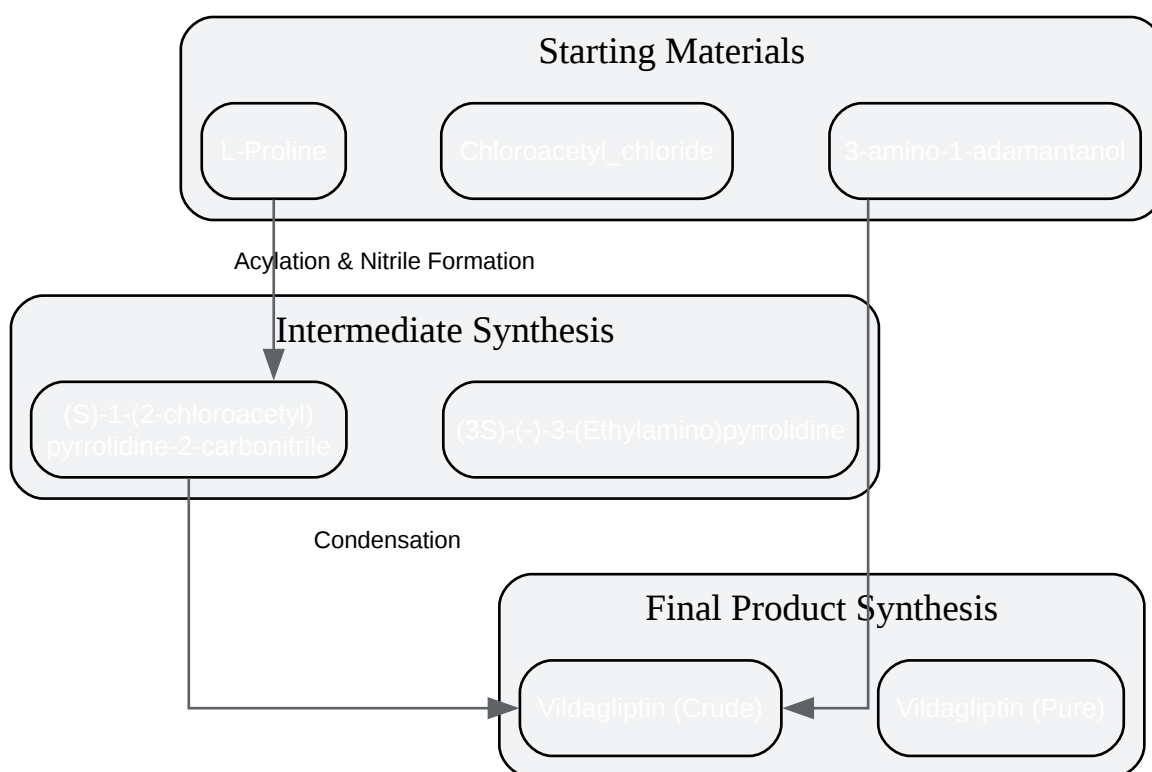 Starting Materials
L-Proline
Chloroacetyl_chloride
3-amino-1-adamantanol
Acylation & Nitrile Formation
Intermediate Synthesis
(S)-1-(2-chloroacetyl)
pyrrolidine-2-carbonitrile
(3S)-(-)-3-(Ethylamino)pyrrolidine
Condensation
Final Product Synthesis
Vildagliptin (Crude)
Vildagliptin (Pure)